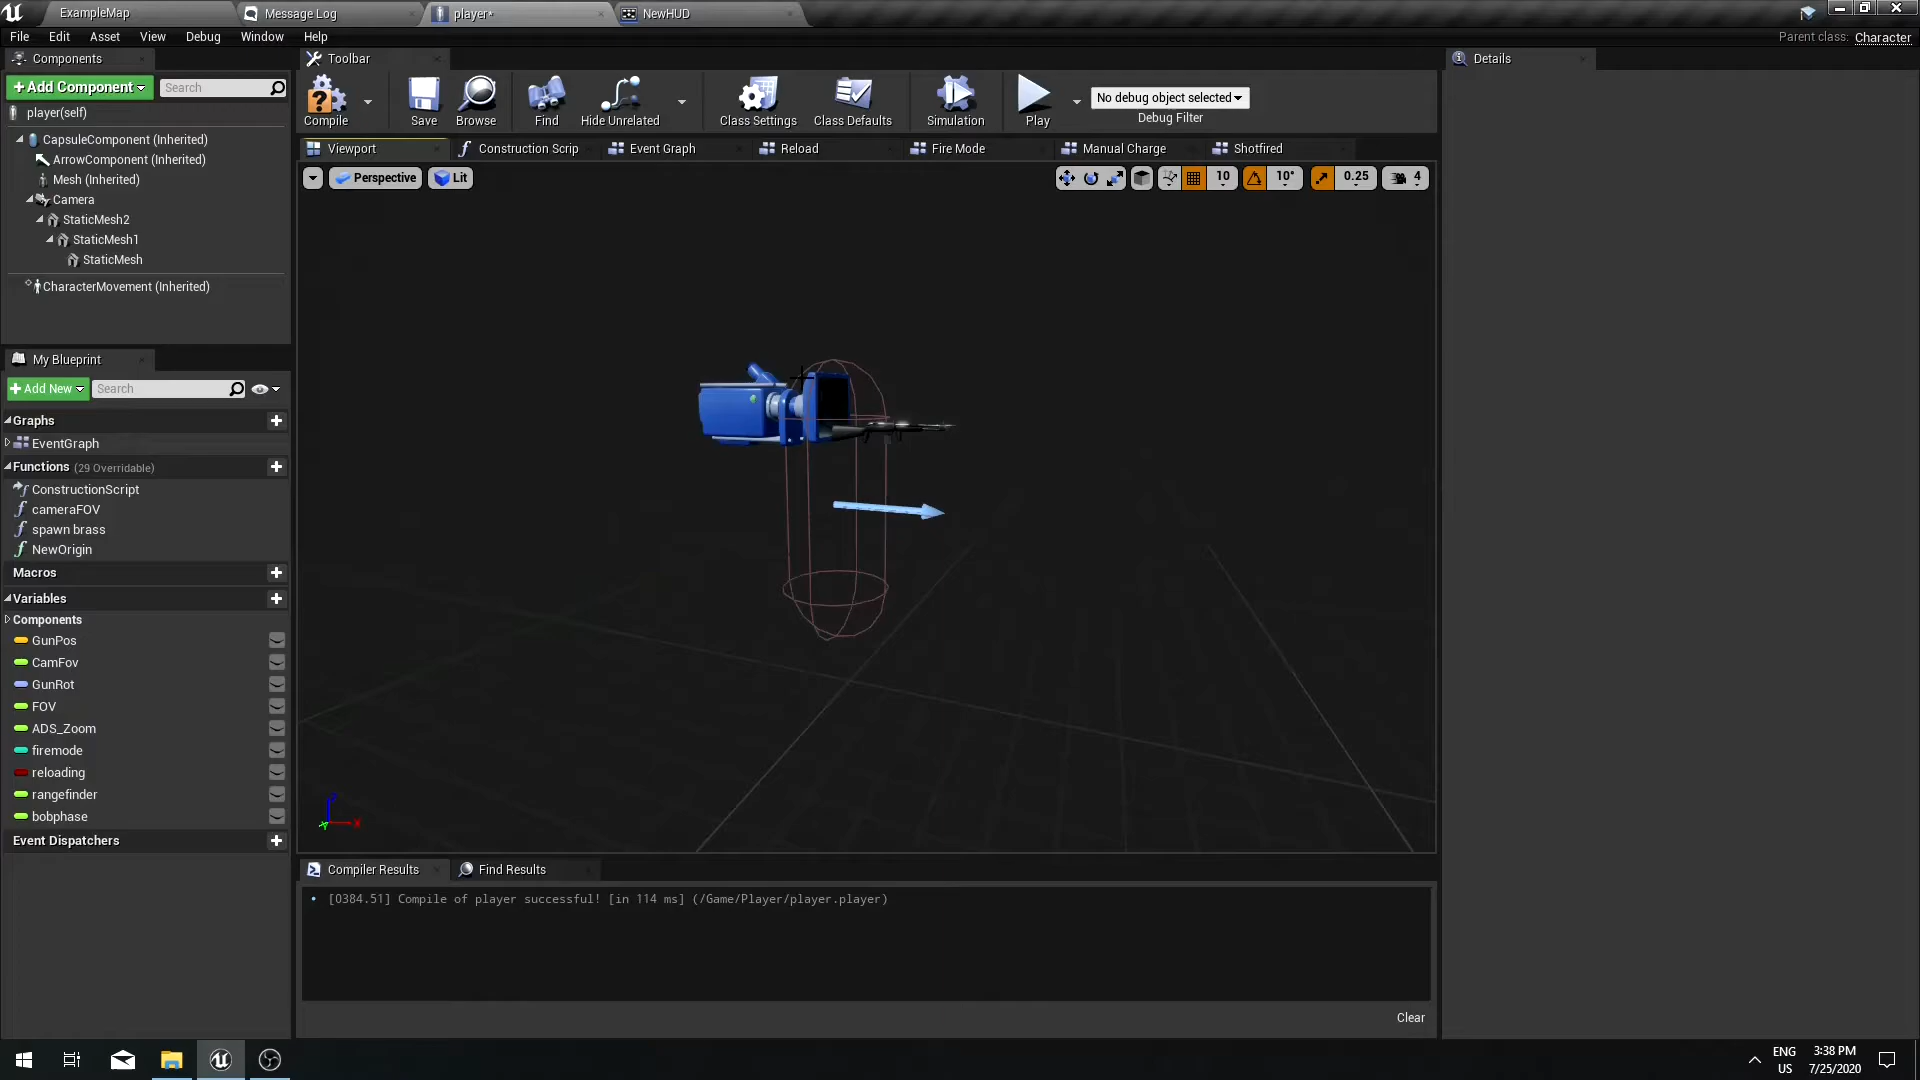 ExampleMap
Message Log
player*
NewHUD
File
Edit
Asset
View
Debug
Window
Help
Parent class: Character
Components
Toolbar
Details
+Add Component
Search
player(self)
CapsuleComponent (Inherited)
ArrowComponent (Inherited)
Mesh (Inherited)
Camera
StaticMesh2
StaticMesh1
StaticMesh
CharacterMovement (Inherited)
Compile
Save
Browse
Find
Hide Unrelated
Class Settings
Class Defaults
Simulation
Play
No debug object selected
Debug Filter
Viewport
Construction Scrip
Event Graph
Reload
Fire Mode
Manual Charge
Shotfired
Perspective
Lit
10
10°
0.25
4
My Blueprint
+Add New
Search
Graphs
EventGraph
Functions (29 Overridable)
ConstructionScript
cameraFOV
spawn brass
NewOrigin
Macros
Variables
Components
GunPos
CamFov
GunRot
FOV
ADS_Zoom
firemode
reloading
rangefinder
bobphase
Event Dispatchers
Compiler Results
Find Results
[0384.51] Compile of player successful! [in 114 ms] (/Game/Player/player.player)
Clear
ENG
US
3:38 PM
7/25/2020